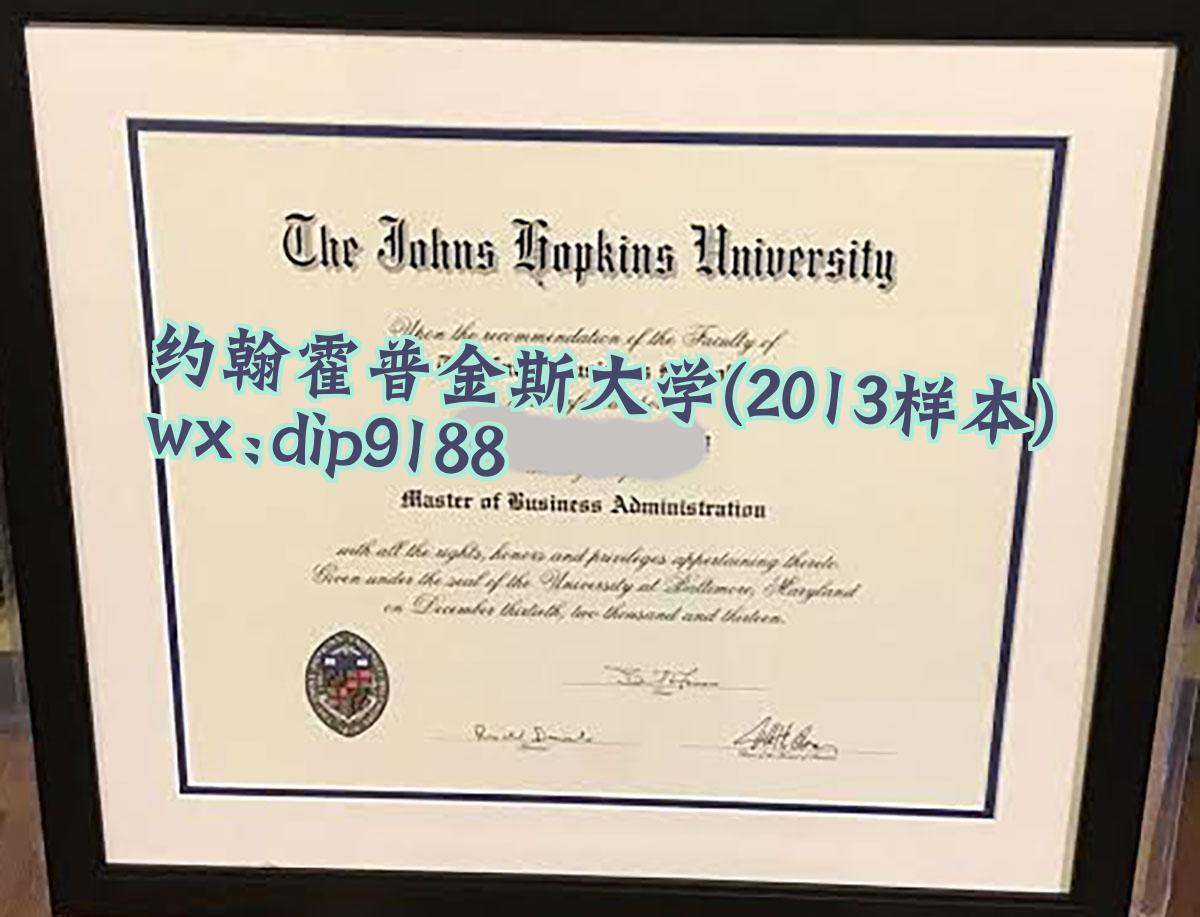 The Johns Hopkins University
Upon the recommendation of the Faculty of
约翰霍普金斯大学(2013样本)
wx:dip9188
Master of Business Administration
with all the rights, honors and privileges appertaining thereto.
Given under the seal of the University at Baltimore, Maryland
on December thirtieth, two thousand and thirteen.